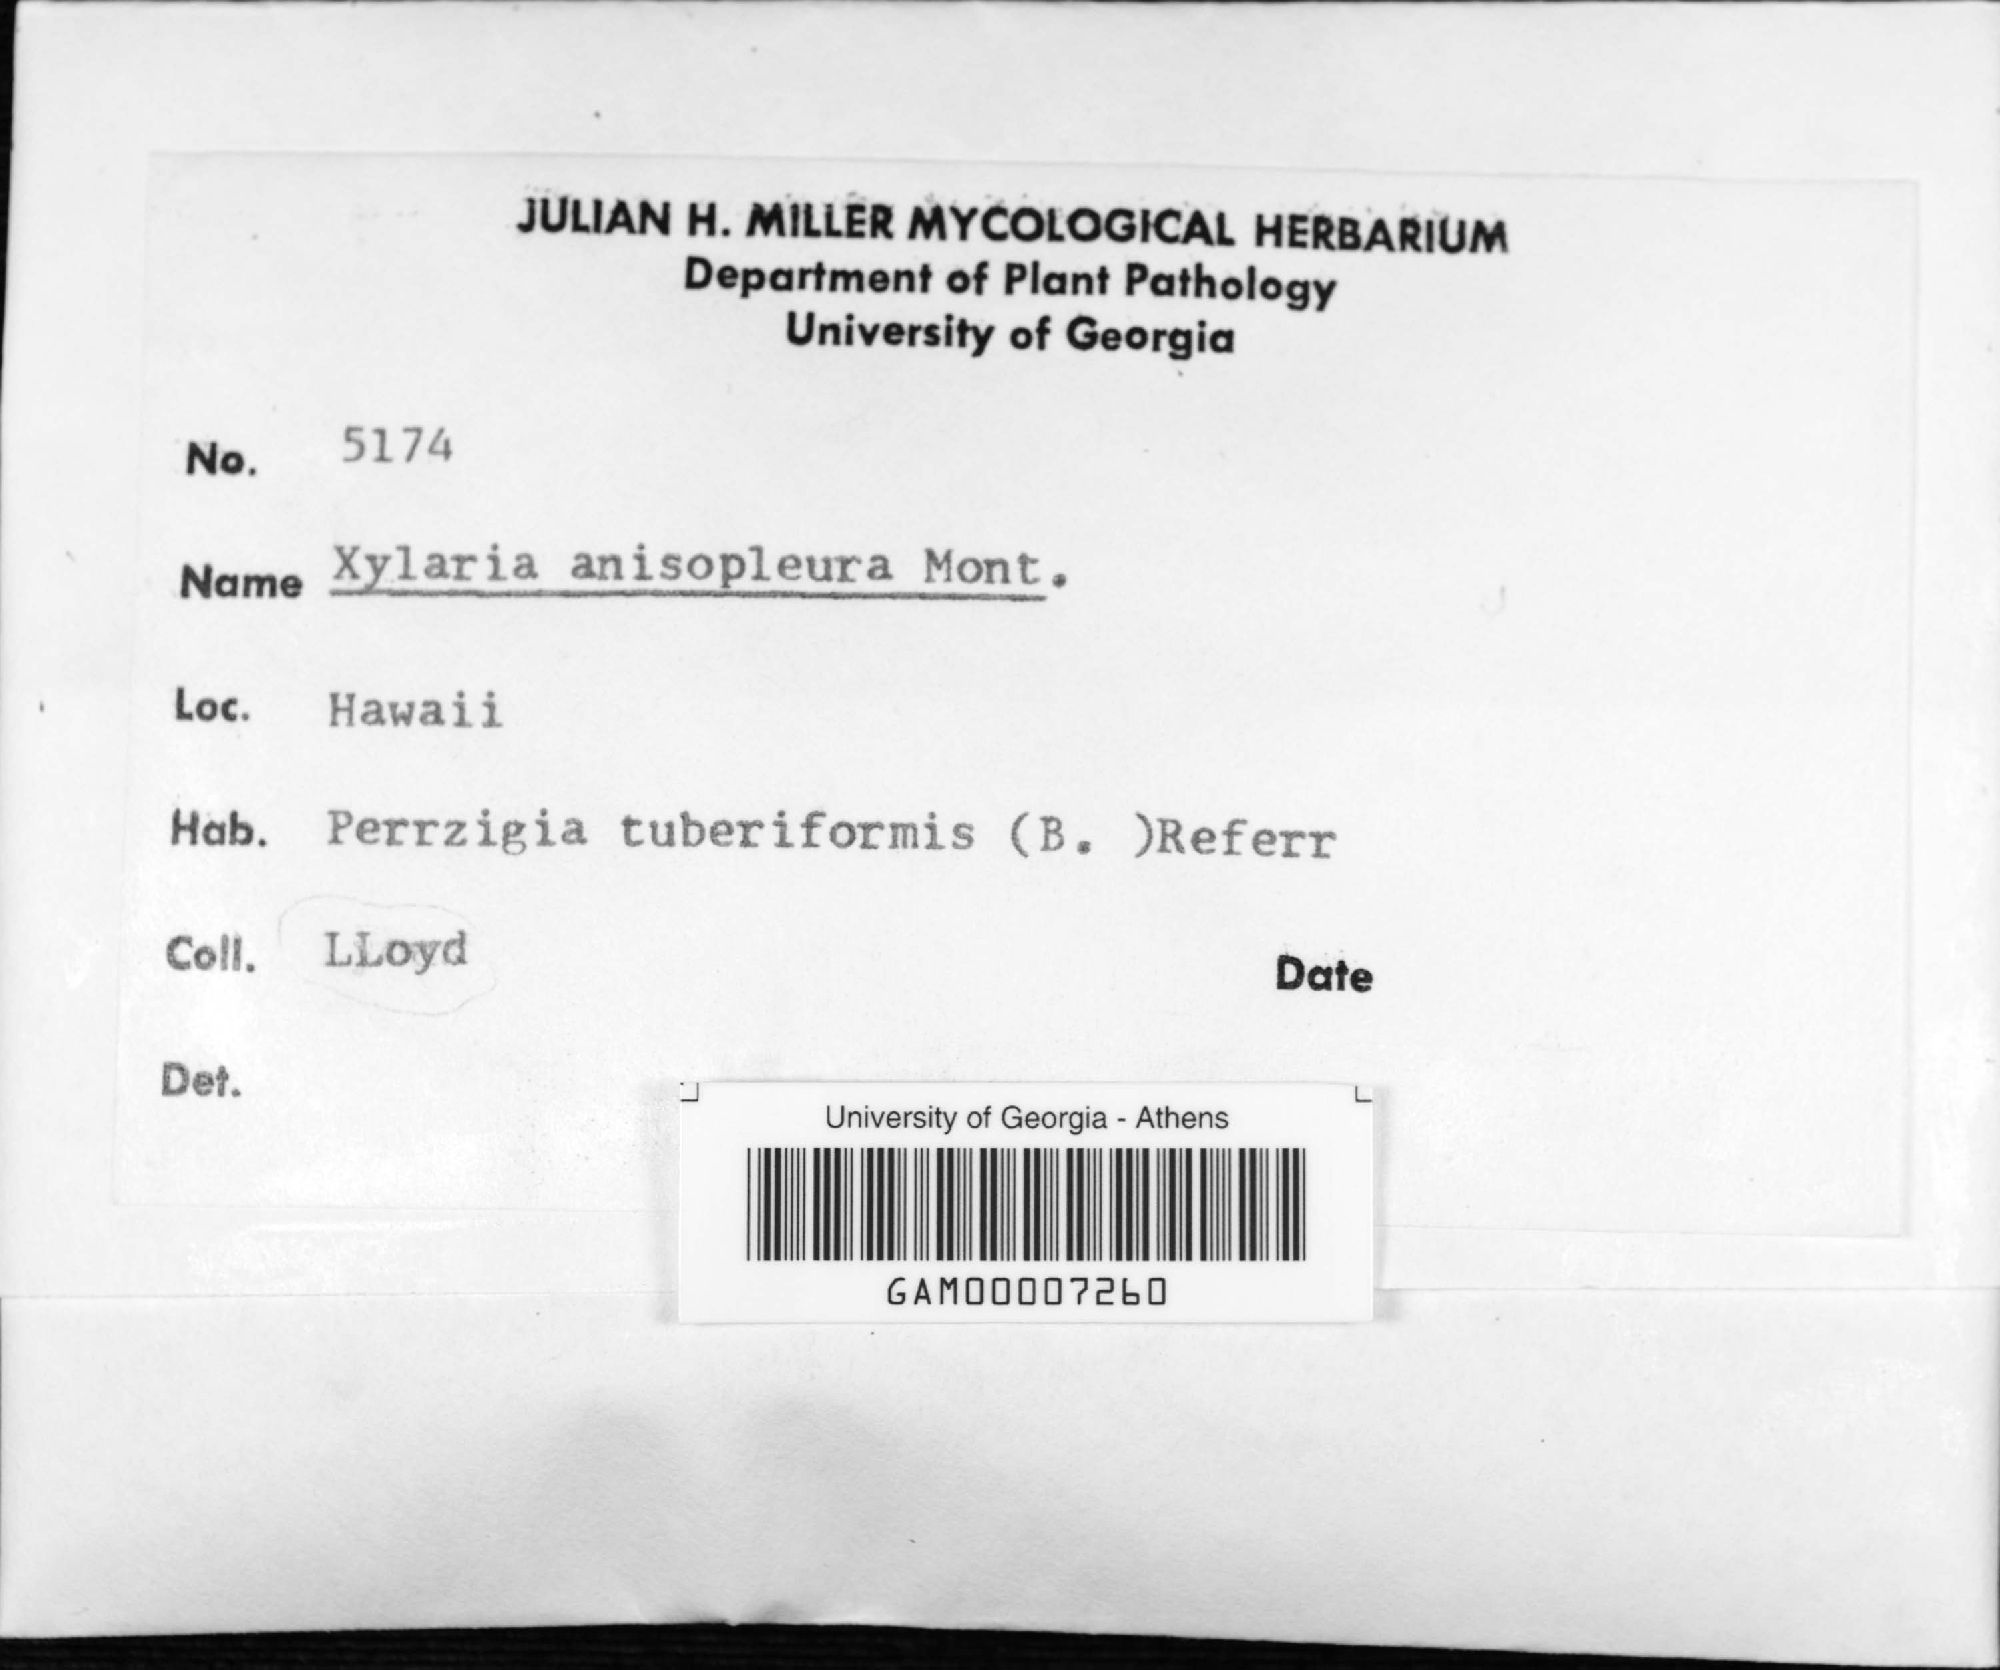 JULIAN H. MILLER MYCOLOGICAL HERBARIUM
Department of Plant Pathology
University of Georgia
No. 5174
Name Xylaria anisopleura Mont.
Loc. Hawaii
Hab. Perrzigia tuberiformis (B. )Referr
Coll. LLoyd
Date
Det.
University of Georgia - Athens
GAM00007260